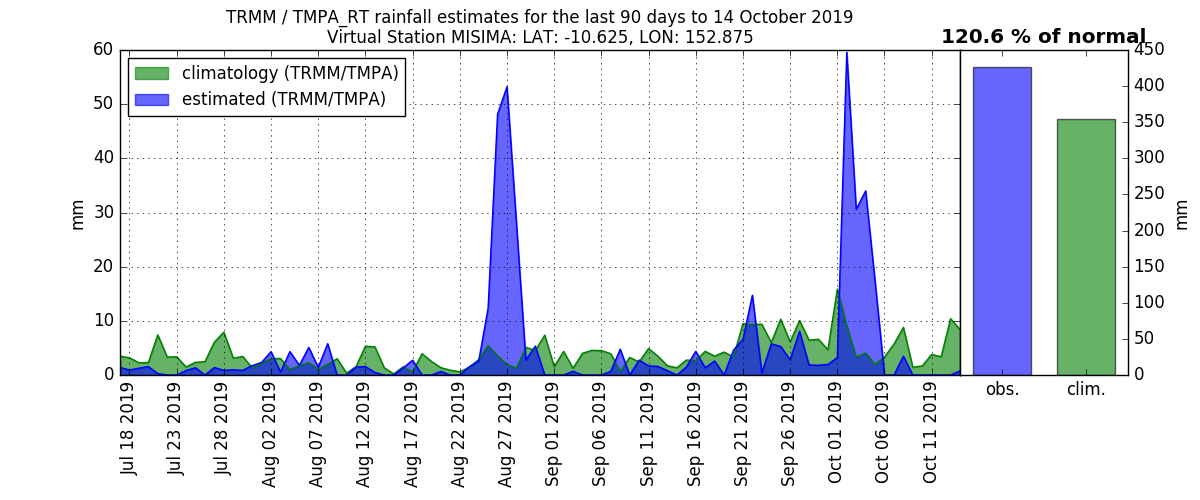 TRMM / TMPA_RT rainfall estimates for the last 90 days to 14 October 2019
Virtual Station MISIMA: LAT: -10.625, LON: 152.875
120.6 % of normal
climatology (TRMM/TMPA)
estimated (TRMM/TMPA)
mm
60
50
40
30
20
10
0
Jul 18 2019
Jul 23 2019
Jul 28 2019
Aug 02 2019
Aug 07 2019
Aug 12 2019
Aug 17 2019
Aug 22 2019
Aug 27 2019
Sep 01 2019
Sep 06 2019
Sep 11 2019
Sep 16 2019
Sep 21 2019
Sep 26 2019
Oct 01 2019
Oct 06 2019
Oct 11 2019
obs.
clim.
450
400
350
300
250
200
150
100
50
0
mm